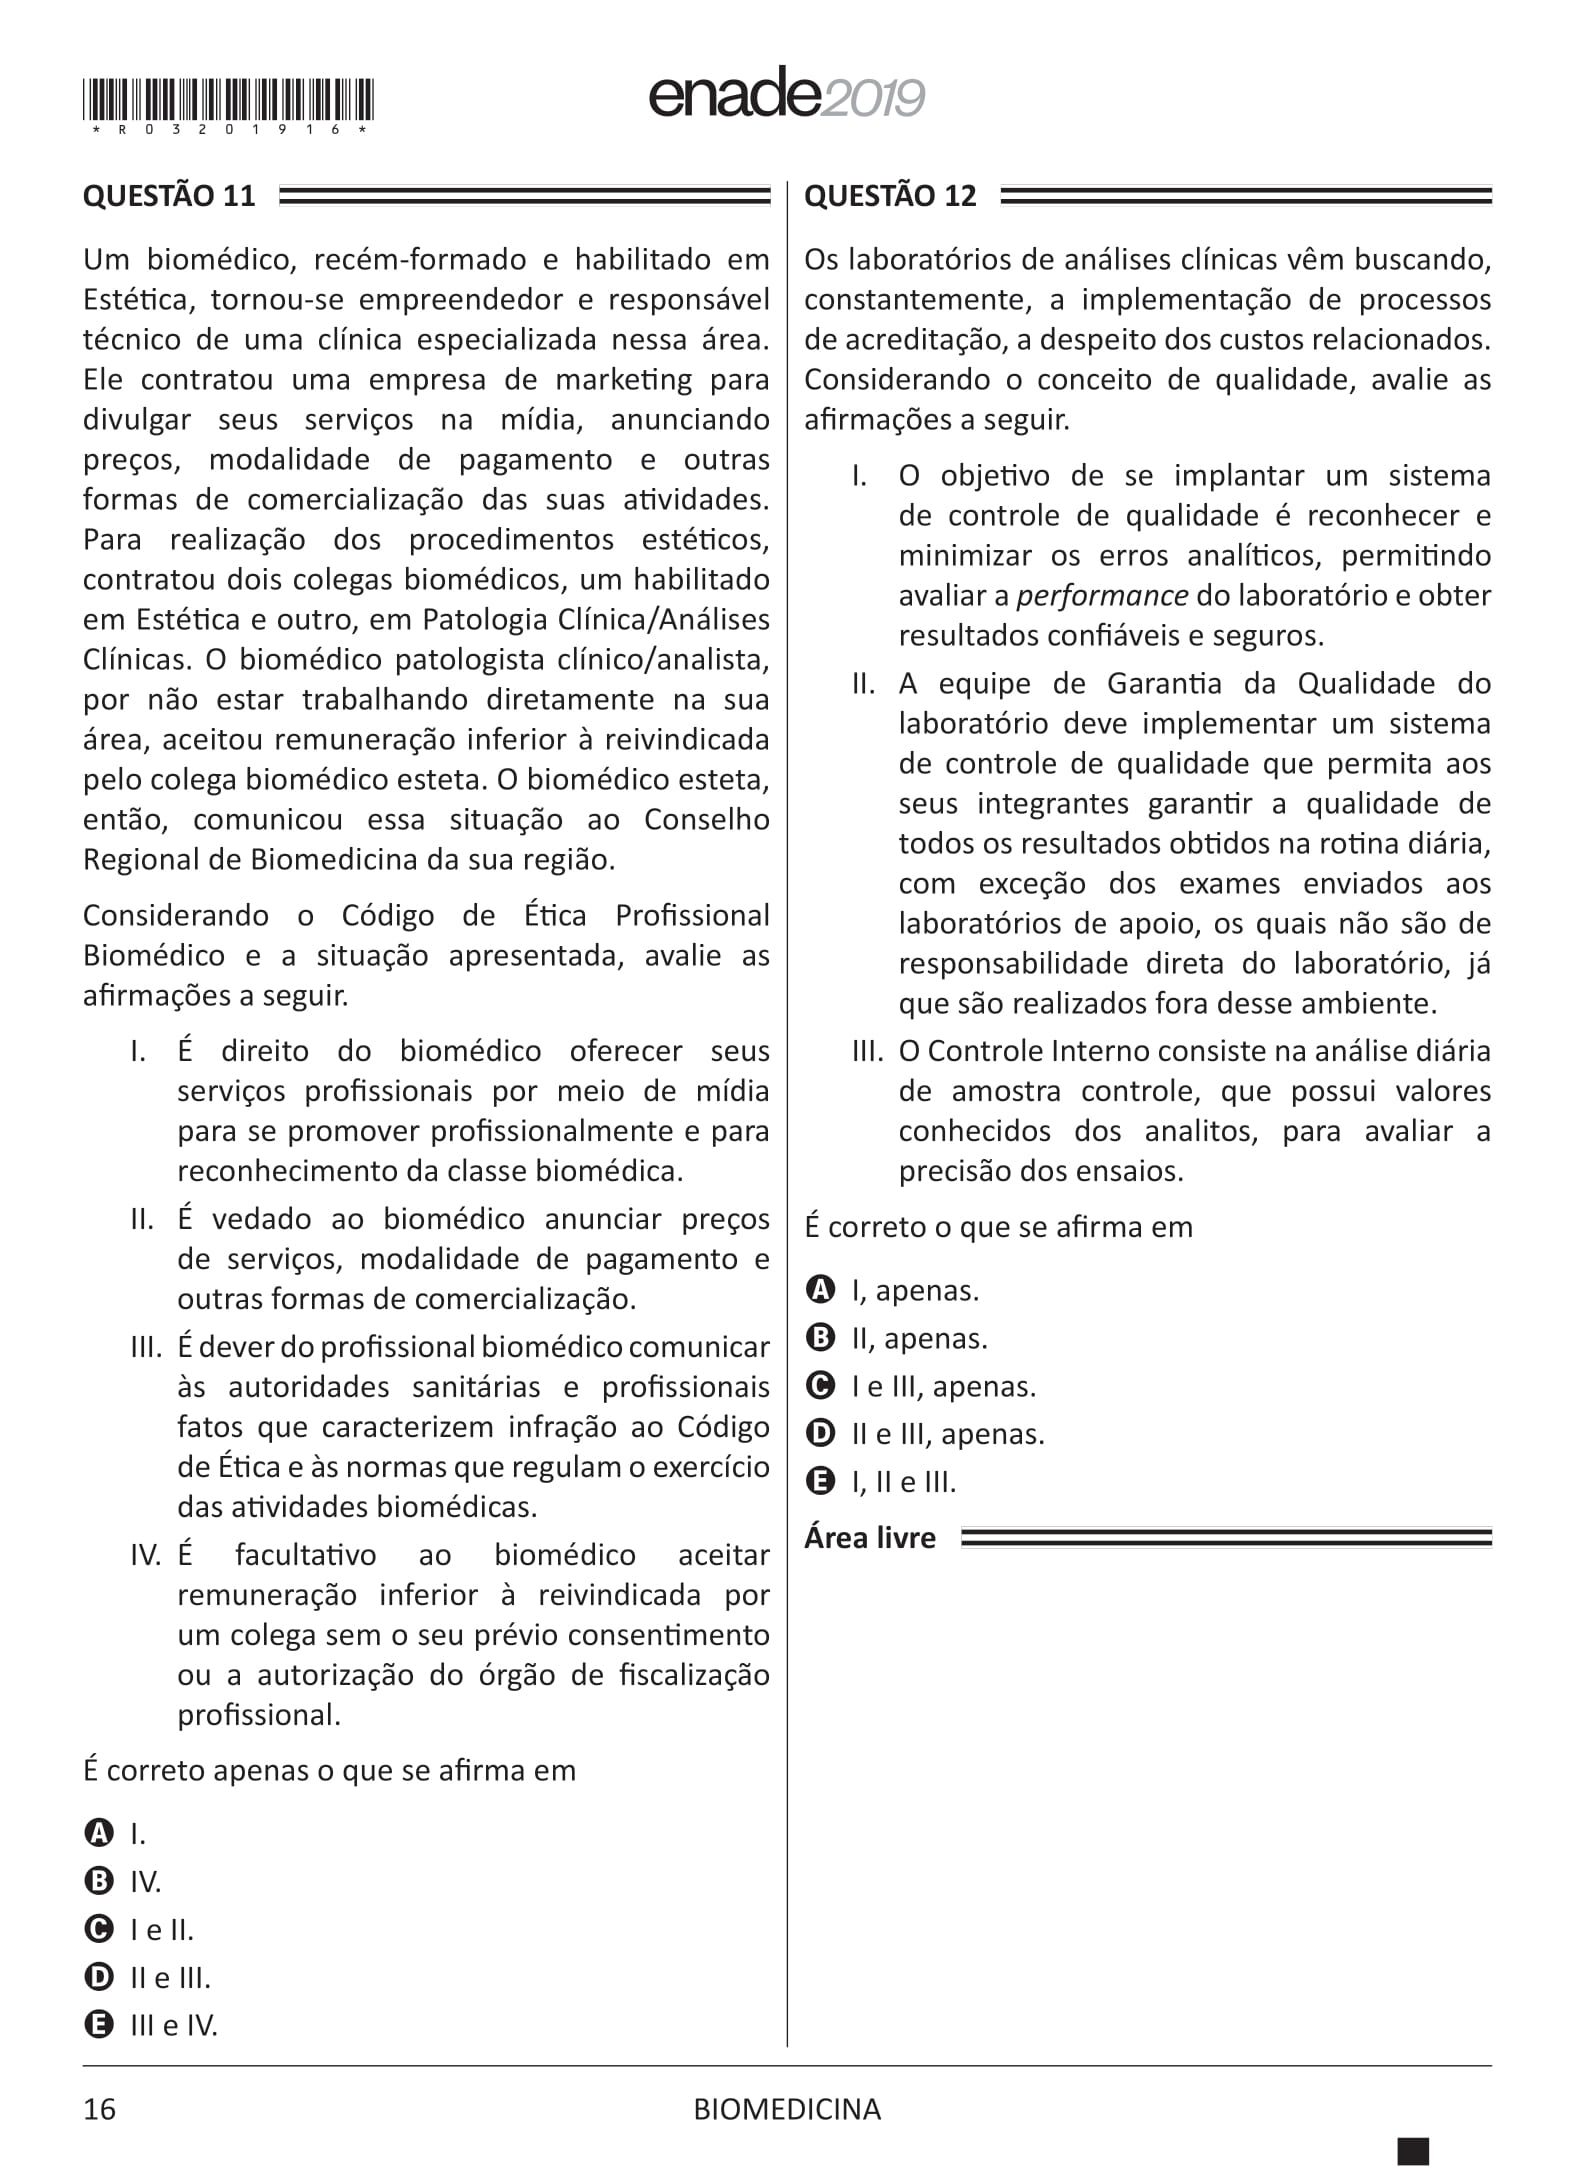 *R03201916*
enade2019
QUESTÃO 11
Um biomédico, recém-formado e habilitado em
Estética, tornou-se empreendedor e responsável
técnico de uma clínica especializada nessa área.
Ele contratou uma empresa de marketing para
divulgar seus serviços na mídia, anunciando
preços, modalidade de pagamento e outras
formas de comercialização das suas atividades.
Para realização dos procedimentos estéticos,
contratou dois colegas biomédicos, um habilitado
em Estética e outro, em Patologia Clínica/Análises
Clínicas. O biomédico patologista clínico/analista,
por não estar trabalhando diretamente na sua
área, aceitou remuneração inferior à reivindicada
pelo colega biomédico esteta. O biomédico esteta,
então, comunicou essa situação ao Conselho
Regional de Biomedicina da sua região.
Considerando o Código de Ética Profissional
Biomédico e a situação apresentada, avalie as
afirmações a seguir.
I. É direito do biomédico oferecer seus
serviços profissionais por meio de mídia
para se promover profissionalmente e para
reconhecimento da classe biomédica.
II. É vedado ao biomédico anunciar preços
de serviços, modalidade de pagamento e
outras formas de comercialização.
III. É dever do profissional biomédico comunicar
às autoridades sanitárias e profissionais
fatos que caracterizem infração ao Código
de Ética e às normas que regulam o exercício
das atividades biomédicas.
IV. É facultativo ao biomédico aceitar
remuneração inferior à reivindicada por
um colega sem o seu prévio consentimento
ou a autorização do órgão de fiscalização
profissional.
É correto apenas o que se afirma em
A I.
B IV.
C I e II.
D II e III.
E III e IV.
QUESTÃO 12
Os laboratórios de análises clínicas vêm buscando,
constantemente, a implementação de processos
de acreditação, a despeito dos custos relacionados.
Considerando o conceito de qualidade, avalie as
afirmações a seguir.
I. O objetivo de se implantar um sistema
de controle de qualidade é reconhecer e
minimizar os erros analíticos, permitindo
avaliar a performance do laboratório e obter
resultados confiáveis e seguros.
II. A equipe de Garantia da Qualidade do
laboratório deve implementar um sistema
de controle de qualidade que permita aos
seus integrantes garantir a qualidade de
todos os resultados obtidos na rotina diária,
com exceção dos exames enviados aos
laboratórios de apoio, os quais não são de
responsabilidade direta do laboratório, já
que são realizados fora desse ambiente.
III. O Controle Interno consiste na análise diária
de amostra controle, que possui valores
conhecidos dos analitos, para avaliar a
precisão dos ensaios.
É correto o que se afirma em
A I, apenas.
B II, apenas.
C I e III, apenas.
D II e III, apenas.
E I, II e III.
Área livre
16
BIOMEDICINA